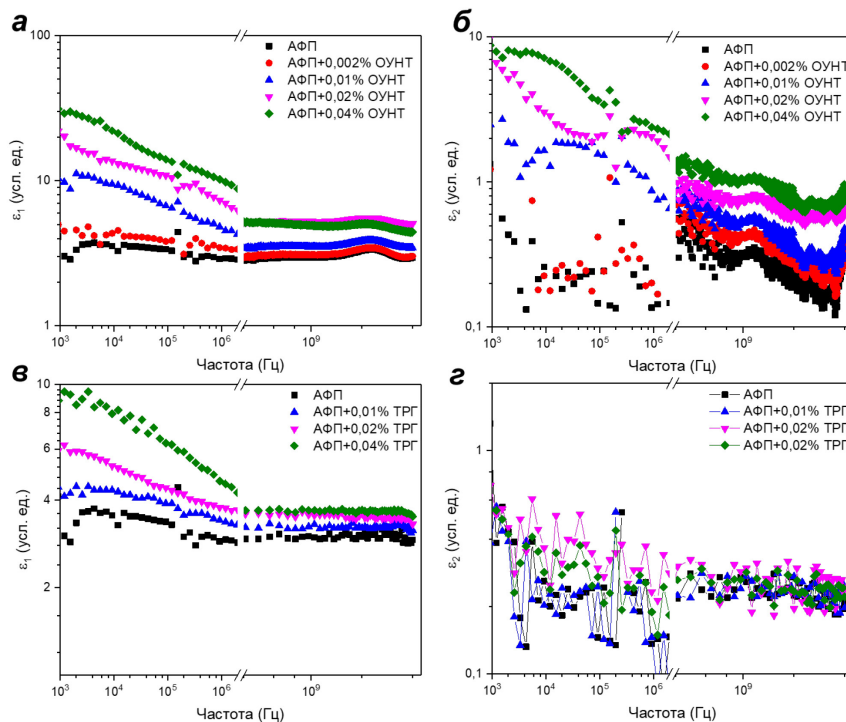 а
100
10
1
ε₁ (усл. ед.)
АФП
АФП+0,002% ОУНТ
АФП+0,01% ОУНТ
АФП+0,02% ОУНТ
АФП+0,04% ОУНТ
10³ 10⁴ 10⁵ 10⁶ 10⁹
Частота (Гц)
б
10
1
0,1
ε₂ (усл. ед.)
АФП
АФП+0,002% ОУНТ
АФП+0,01% ОУНТ
АФП+0,02% ОУНТ
АФП+0,04% ОУНТ
10³ 10⁴ 10⁵ 10⁶ 10⁹
Частота (Гц)
в
10
8
6
4
2
ε₁ (усл. ед.)
АФП
АФП+0,01% ТРГ
АФП+0,02% ТРГ
АФП+0,04% ТРГ
10³ 10⁴ 10⁵ 10⁶ 10⁹
Частота (Гц)
г
1
0,1
ε₂ (усл. ед.)
АФП
АФП+0,01% ТРГ
АФП+0,02% ТРГ
АФП+0,02% ТРГ
10³ 10⁴ 10⁵ 10⁶ 10⁹
Частота (Гц)